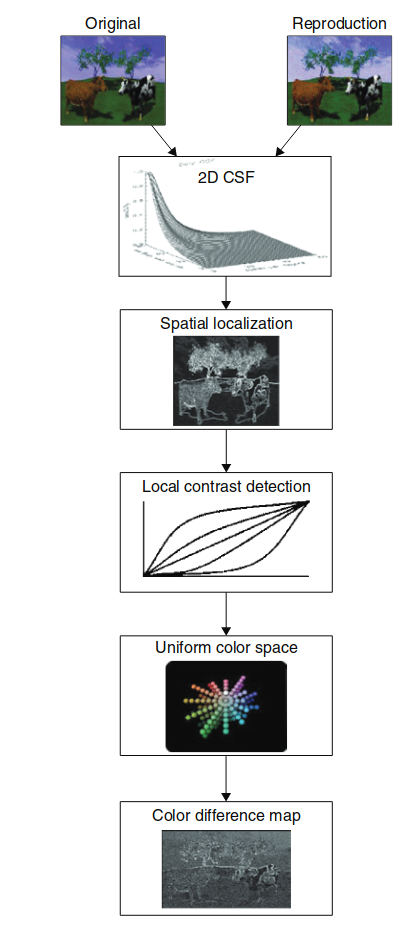 Original
Reproduction
2D CSF
Spatial localization
Local contrast detection
Uniform color space
Color difference map